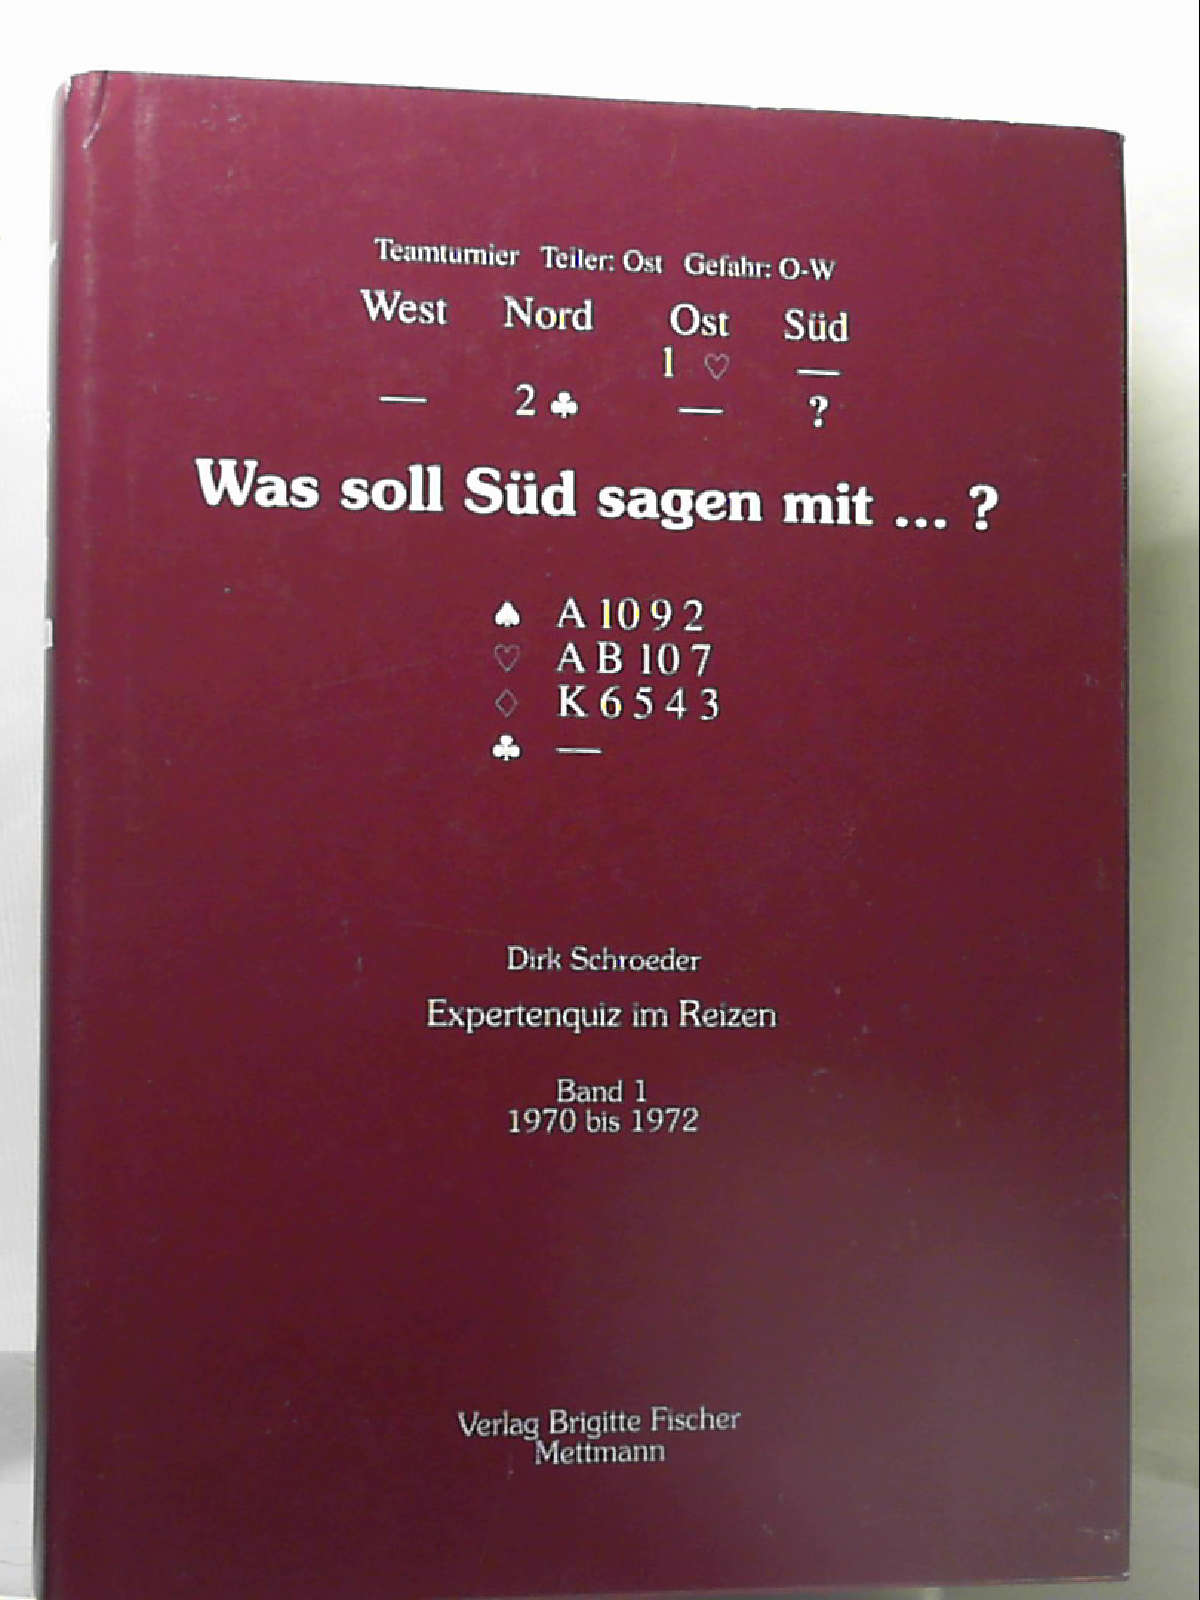 Teamturnier Teiler: Ost Gefahr: O-W
West Nord Ost Süd
1 ♡ —
— 2 ♣ — ?
Was soll Süd sagen mit ... ?
♠ A 10 9 2
♡ A B 10 7
♢ K 6 5 4 3
♣ —
Dirk Schroeder
Expertenquiz im Reizen
Band 1
1970 bis 1972
Verlag Brigitte Fischer
Mettmann